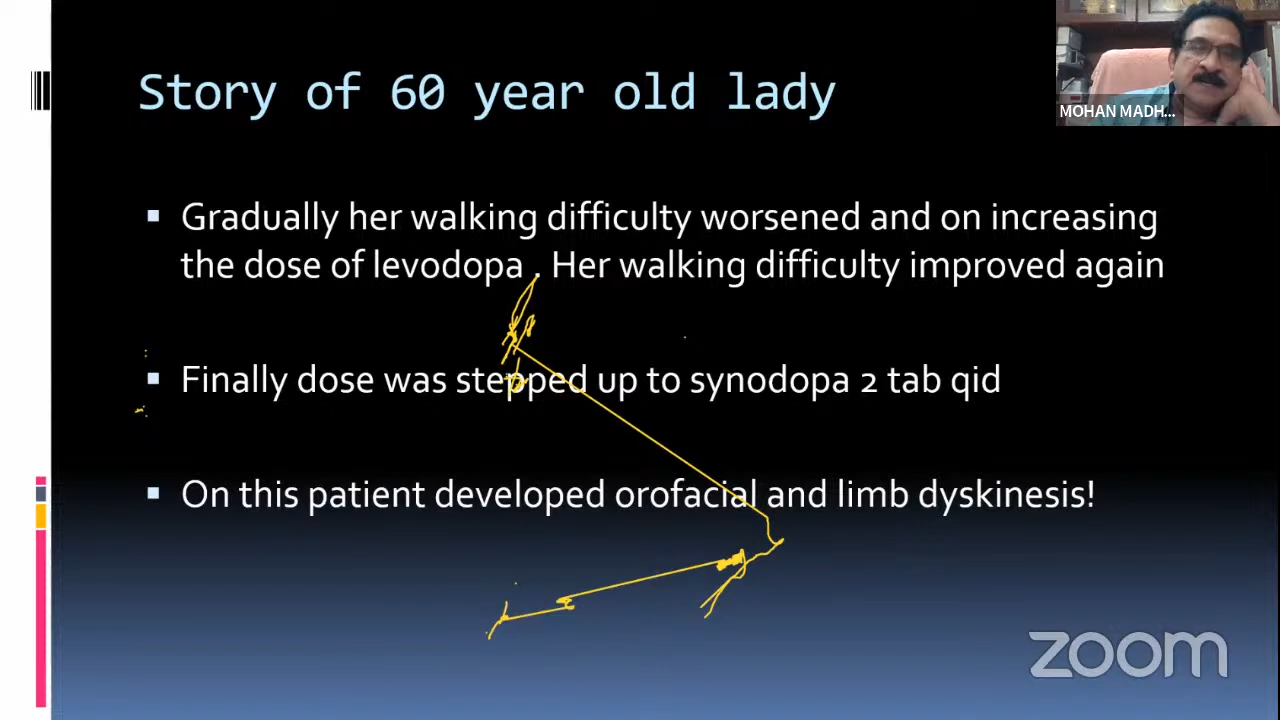 Story of 60 year old lady
MOHAN MADH...
Gradually her walking difficulty worsened and on increasing
the dose of levodopa . Her walking difficulty improved again
Finally dose was stepped up to synodopa 2 tab qid
On this patient developed orofacial and limb dyskinesis!
zoom